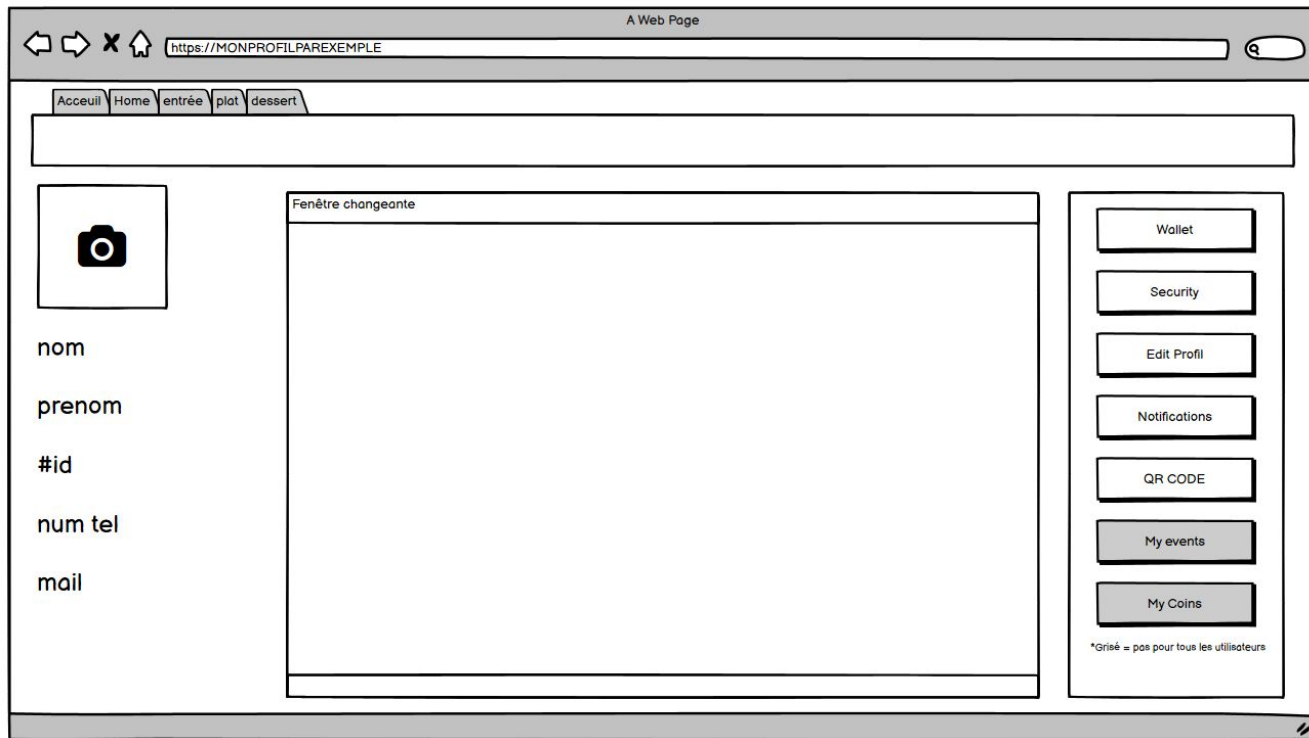 A Web Page
https://MONPROFILPAREXEMPLE
Acceuil Home entrée plat dessert
Fenêtre changeante
nom
prenom
#id
num tel
mail
Wallet
Security
Edit Profil
Notifications
QR CODE
My events
My Coins
*Grisé = pas pour tous les utilisateurs